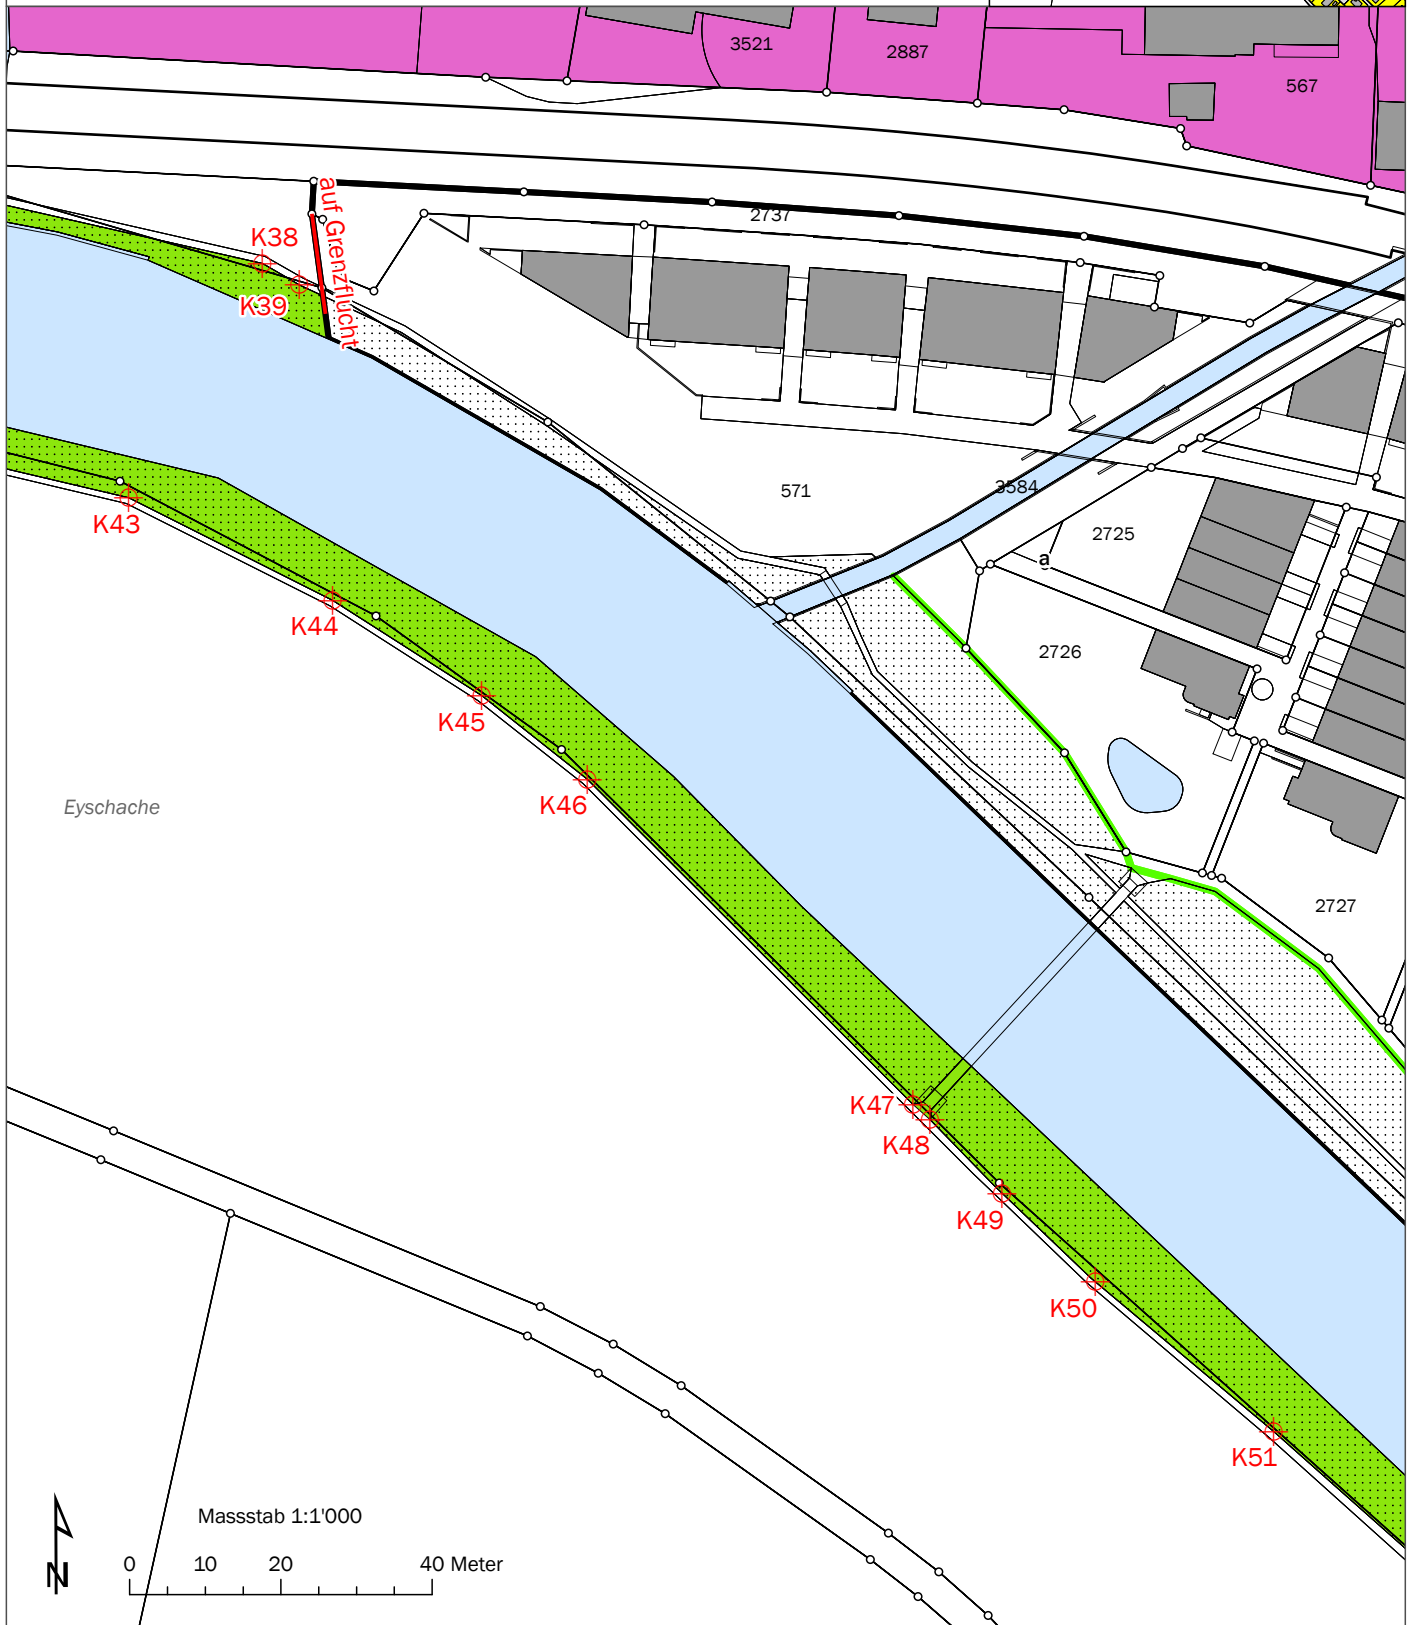 3521
2887
567
2737
auf Grenzflucht
K38
K39
571
3584
2725
a
K43
K44
2726
K45
K46
Eyschache
2727
K47
K48
K49
K50
K51
Massstab 1:1'000
0 10 20 40 Meter
N